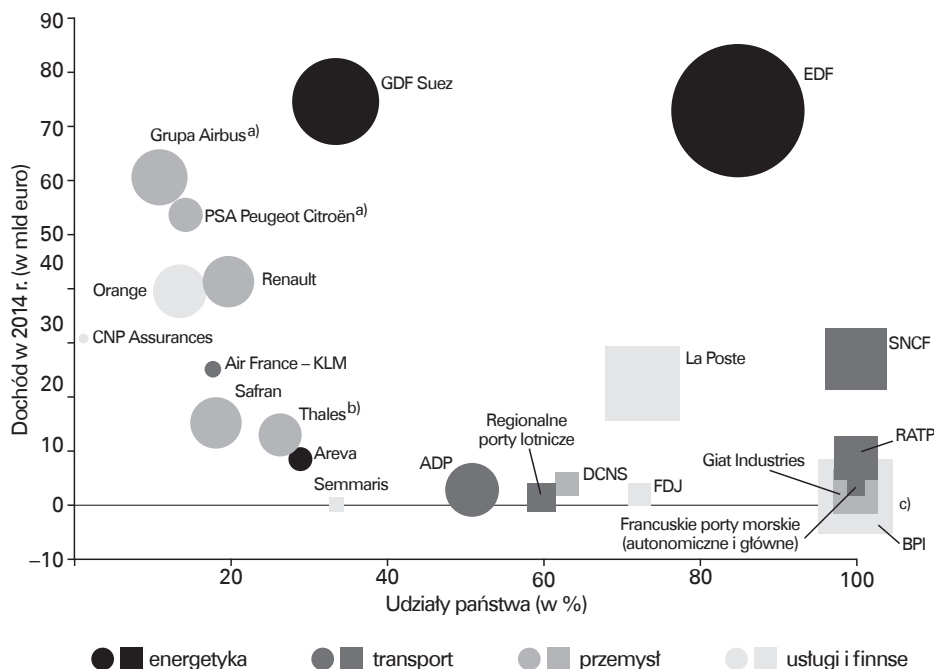 90
80
70
60
50
40
30
20
10
0
–10
Dochód w 2014 r. (w mld euro)
GDF Suez
EDF
Grupa Airbus a)
PSA Peugeot Citroën a)
Orange
Renault
CNP Assurances
Air France – KLM
Safran
Thales b)
Areva
Semmaris
ADP
Regionalne
porty lotnicze
DCNS
La Poste
FDJ
SNCF
RATP
Giat Industries
Francuskie porty morskie
(autonomiczne i główne)
c)
BPI
20
40
60
80
100
Udziały państwa (w %)
energetyka
transport
przemysł
usługi i finnse